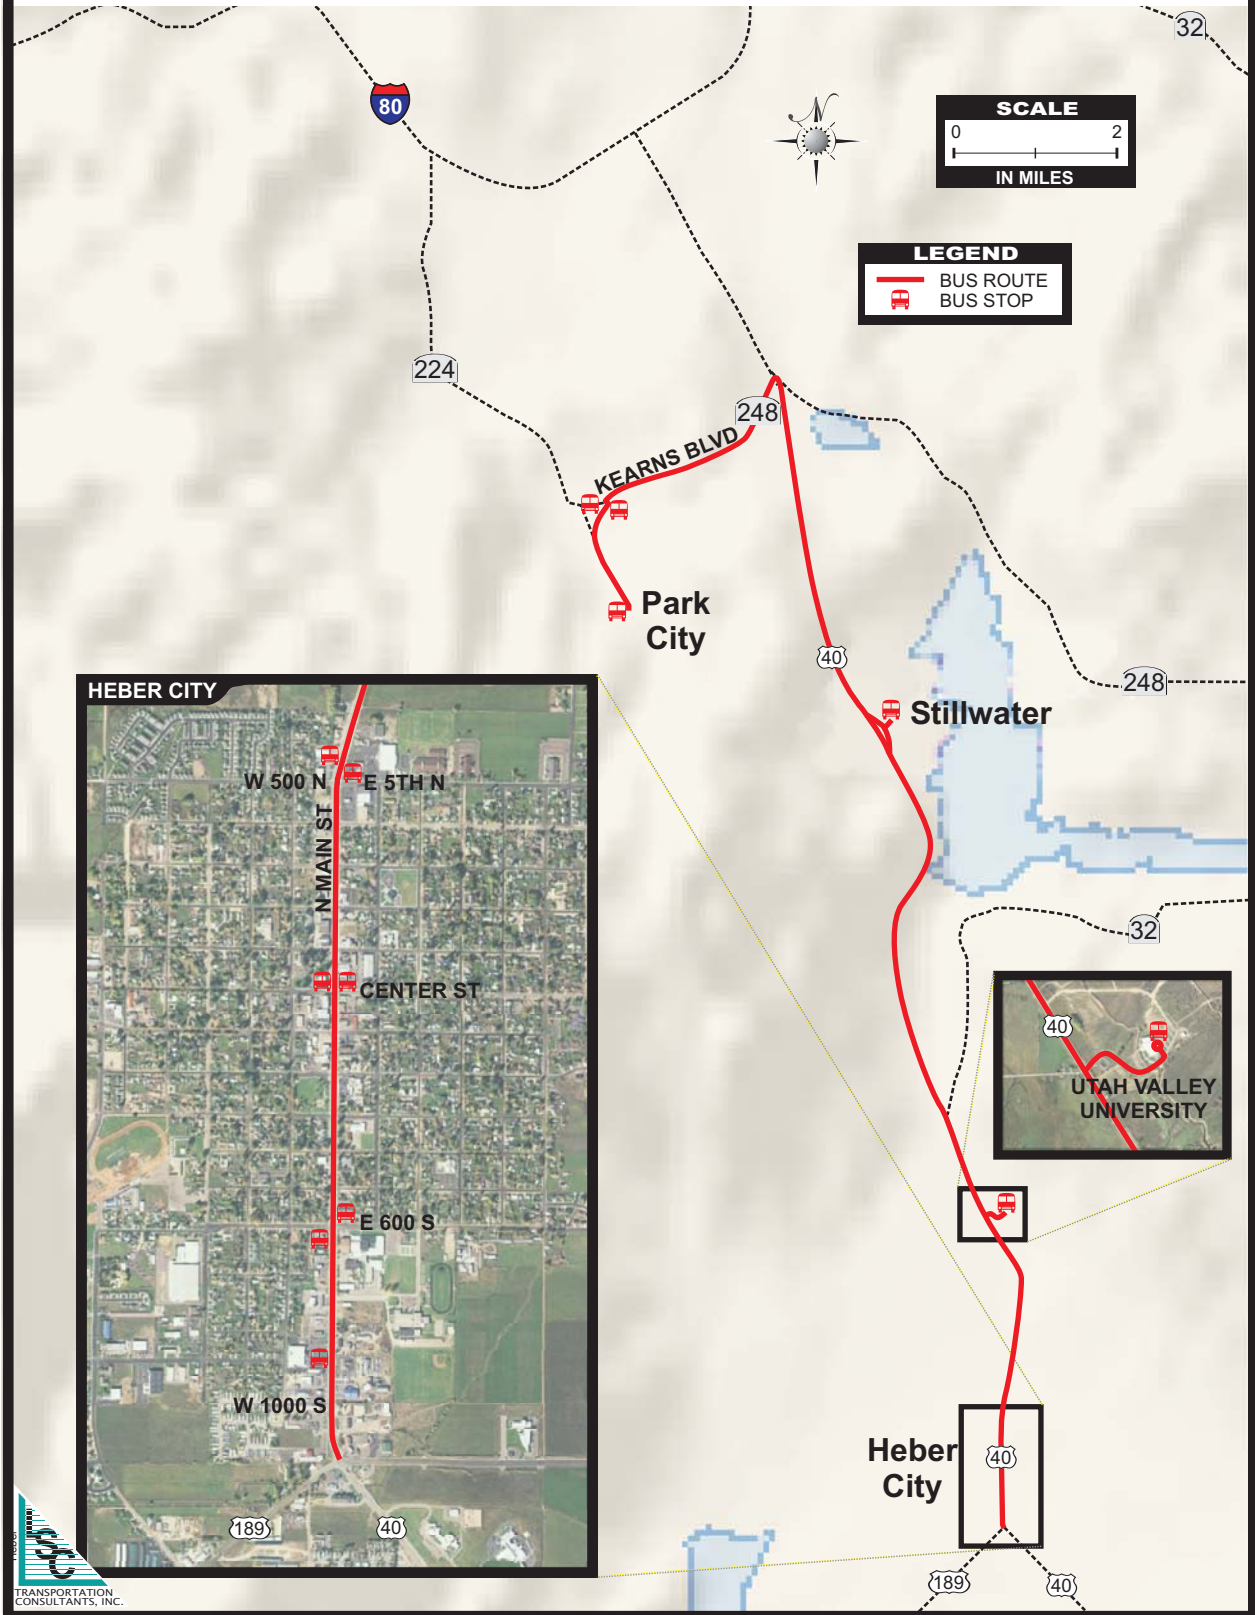 32
80
N
SCALE
0 2
IN MILES
LEGEND
BUS ROUTE
BUS STOP
224
248
KEARNS BLVD
Park
City
40
248
Stillwater
HEBER CITY
W 500 N
E 5TH N
N MAIN ST
32
CENTER ST
40
UTAH VALLEY
UNIVERSITY
E 600 S
W 1000 S
Heber
City
40
189
40
189
40
Heber
LSC
TRANSPORTATION
CONSULTANTS, INC.